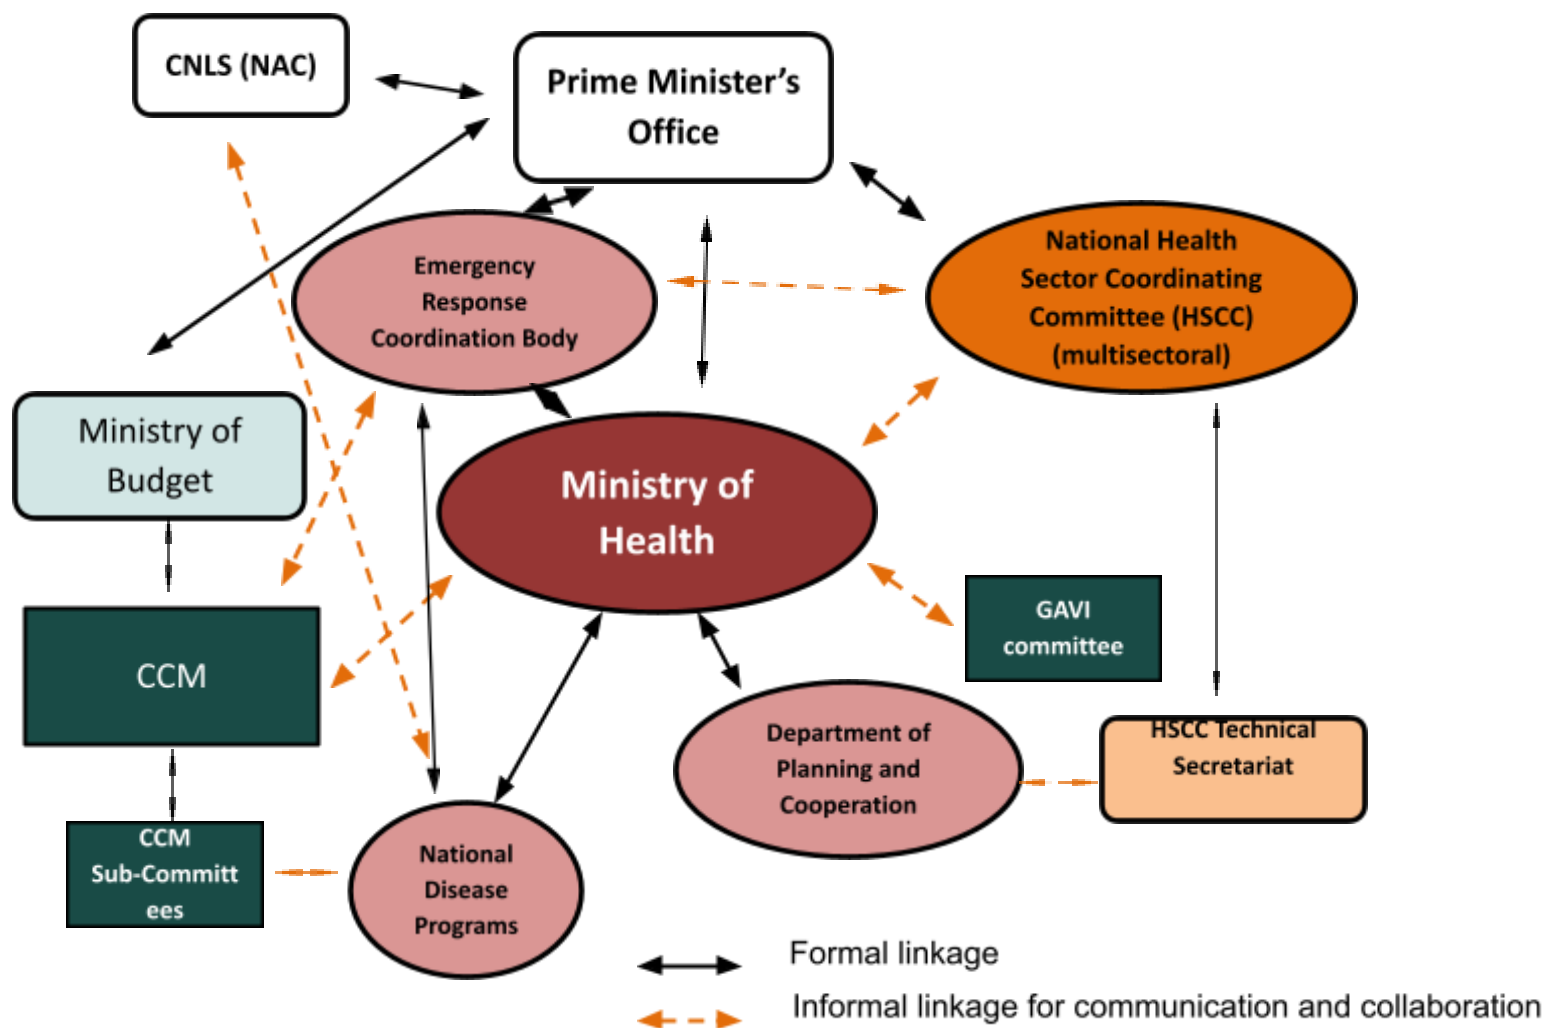 CNLS (NAC)
Prime Minister’s
Office
Emergency
Response
Coordination Body
National Health
Sector Coordinating
Committee (HSCC)
(multisectoral)
Ministry of
Budget
Ministry of
Health
CCM
GAVI
committee
Department of
Planning and
Cooperation
HSCC Technical
Secretariat
CCM
Sub-Committ
ees
National
Disease
Programs
Formal linkage
Informal linkage for communication and collaboration